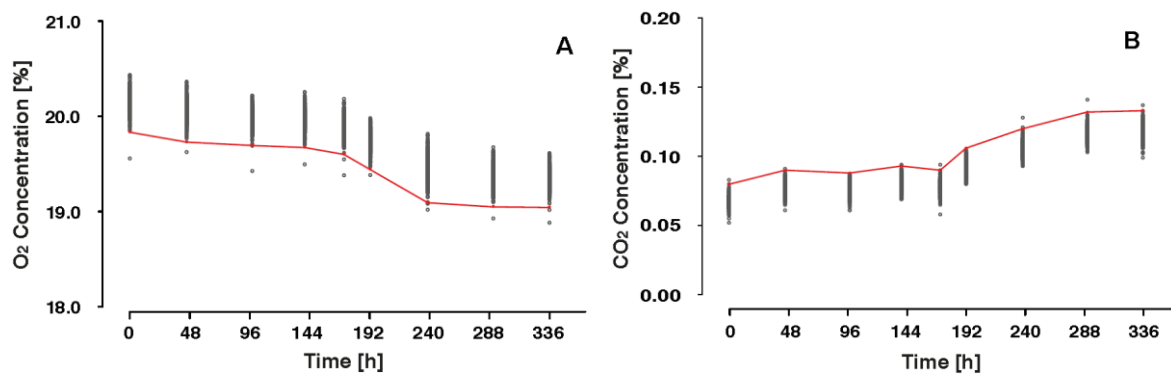 A
O2 Concentration [%]
21.0
20.0
19.0
18.0
0 48 96 144 192 240 288 336
Time [h]
B
CO2 Concentration [%]
0.20
0.15
0.10
0.05
0.00
0 48 96 144 192 240 288 336
Time [h]